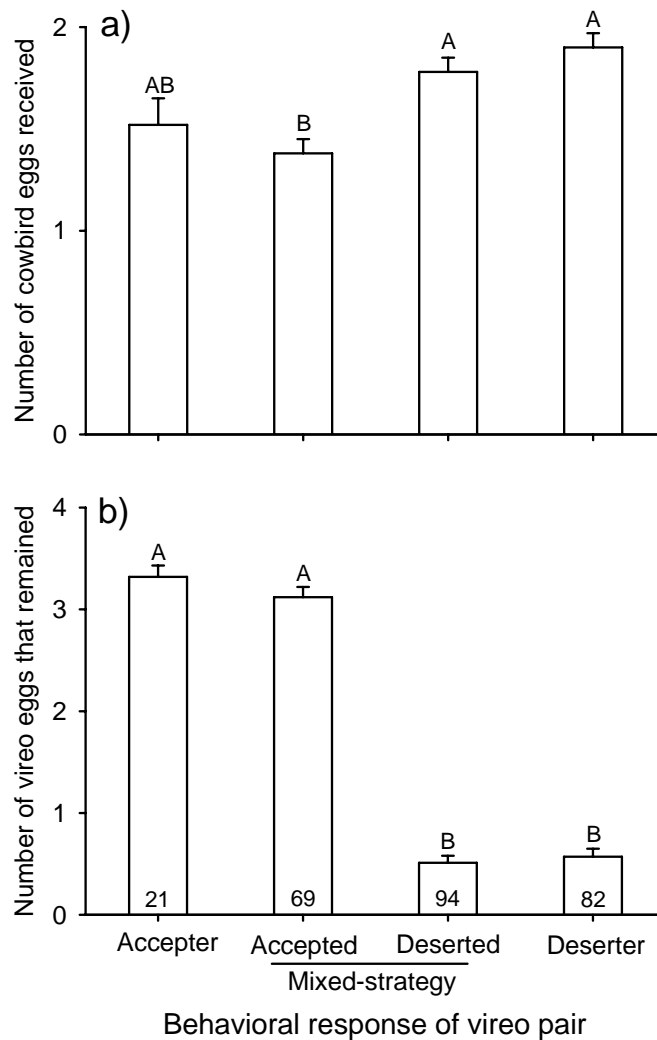 a)
Number of cowbird eggs received
2
1
0
AB
B
A
A
b)
Number of vireo eggs that remained
4
3
2
1
0
A
A
B
B
21
69
94
82
Accepter
Accepted
Deserted
Deserter
Mixed-strategy
Behavioral response of vireo pair